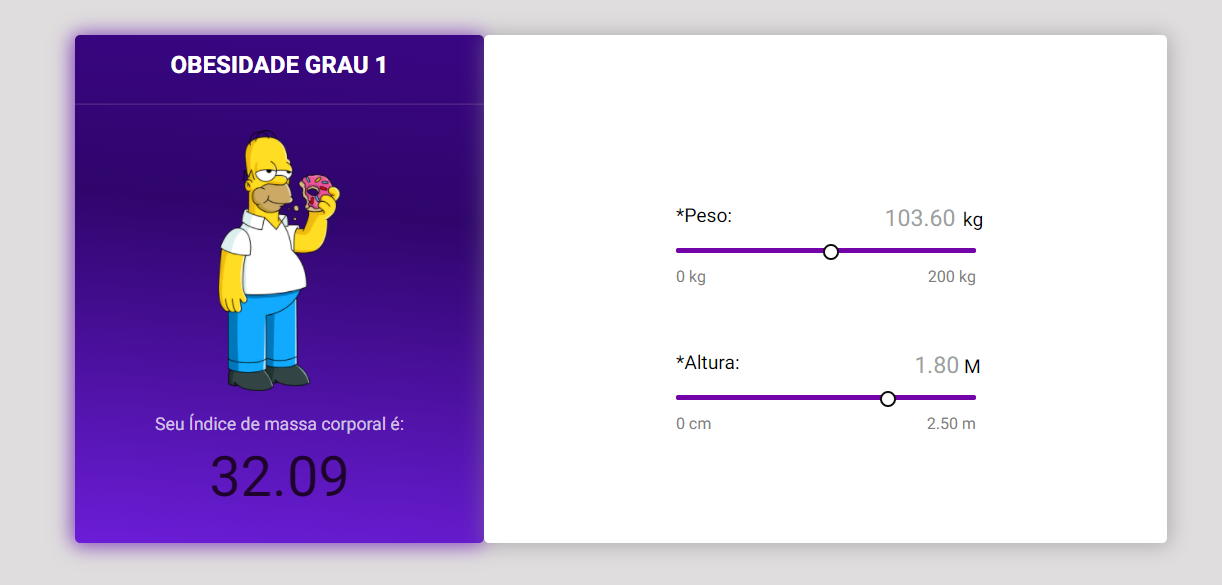 OBESIDADE GRAU 1
Seu Índice de massa corporal é:
32.09
*Peso: 103.60 kg
0 kg 200 kg
*Altura: 1.80 M
0 cm 2.50 m